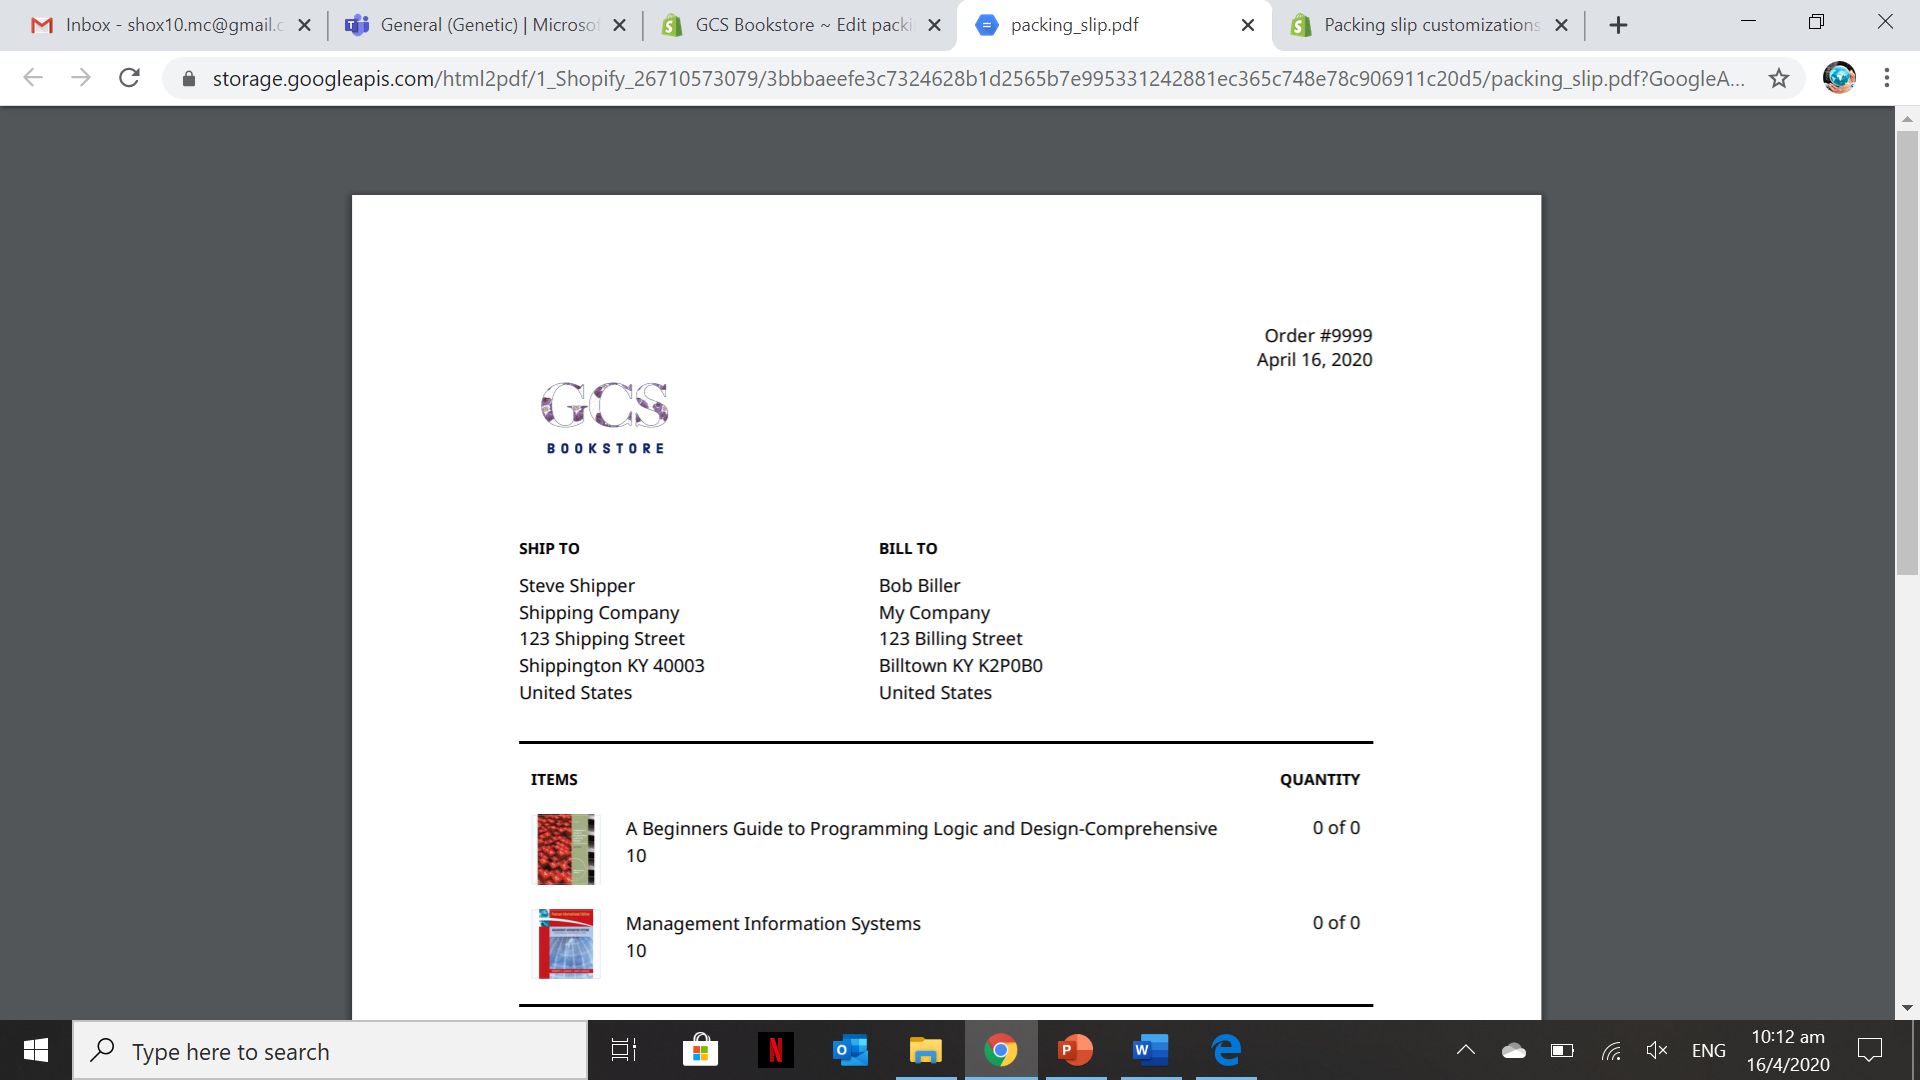 Inbox - shox10.mc@gmail.c
General (Genetic) | Microsof
GCS Bookstore ~ Edit packi
packing_slip.pdf
Packing slip customizations
storage.googleapis.com/html2pdf/1_Shopify_26710573079/3bbbaeefe3c7324628b1d2565b7e995331242881ec365c748e78c906911c20d5/packing_slip.pdf?GoogleA...
Order #9999
April 16, 2020
GCS
BOOKSTORE
SHIP TO
BILL TO
Steve Shipper
Bob Biller
Shipping Company
My Company
123 Shipping Street
123 Billing Street
Shippington KY 40003
Billtown KY K2P0B0
United States
United States
ITEMS
QUANTITY
A Beginners Guide to Programming Logic and Design-Comprehensive
0 of 0
10
Management Information Systems
0 of 0
10
Type here to search
ENG
10:12 am
16/4/2020